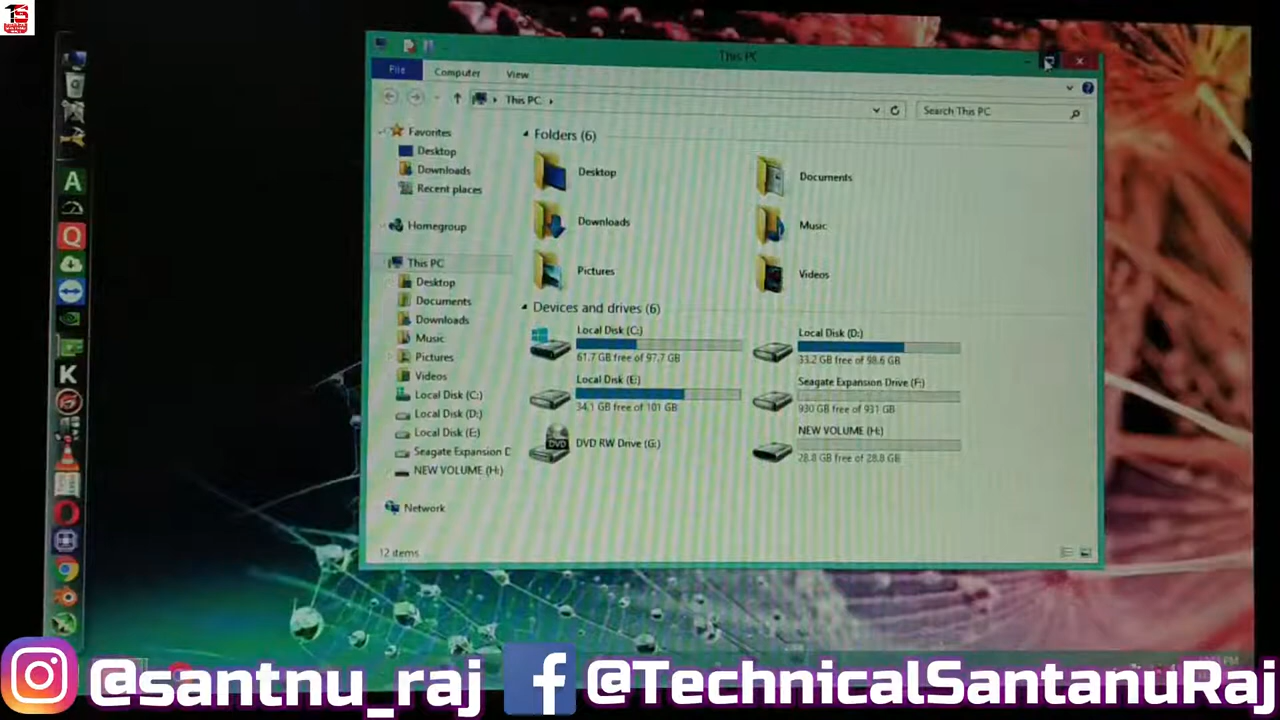 This PC
File
Computer
View
This PC
Search This PC
Favorites
Desktop
Downloads
Recent places
Homegroup
This PC
Desktop
Documents
Downloads
Music
Pictures
Videos
Local Disk (C:)
Local Disk (D:)
Local Disk (E:)
Seagate Expansion D
NEW VOLUME (H:)
Network
Folders (6)
Desktop
Documents
Downloads
Music
Pictures
Videos
Devices and drives (6)
Local Disk (C:)
61.7 GB free of 97.7 GB
Local Disk (D:)
33.2 GB free of 98.6 GB
Local Disk (E:)
34.1 GB free of 101 GB
Seagate Expansion Drive (F:)
930 GB free of 931 GB
DVD
DVD RW Drive (G:)
NEW VOLUME (H:)
28.8 GB free of 28.8 GB
12 items
A
Q
K
@santnu_raj
f
@TechnicalSantanuRaj